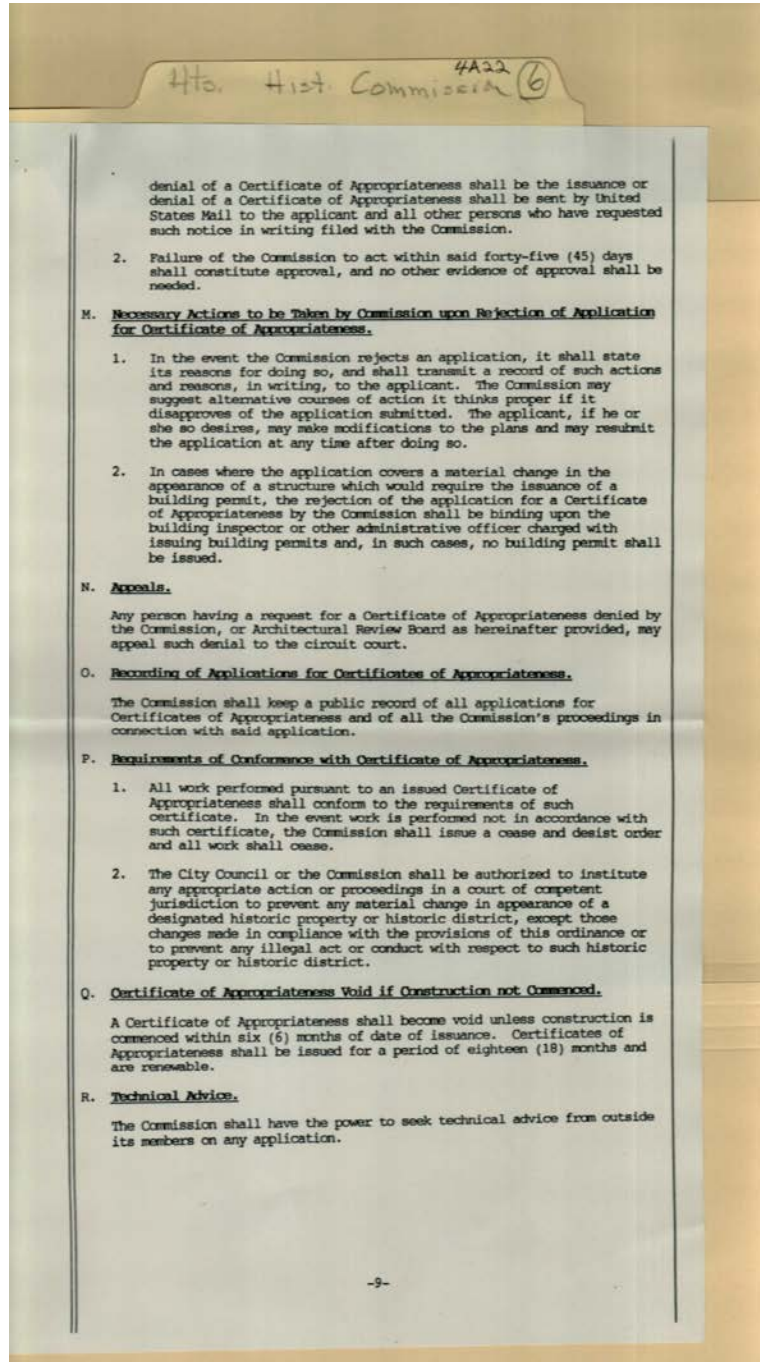 4A22
Hts. Hist. Commission 6
denial of a Certificate of Appropriateness shall be the issuance or
denial of a Certificate of Appropriateness shall be sent by United
States Mail to the applicant and all other persons who have requested
such notice in writing filed with the Commission.
2. Failure of the Commission to act within said forty-five (45) days
shall constitute approval, and no other evidence of approval shall be
needed.
M. Necessary Actions to be Taken by Commission upon Rejection of Application
for Certificate of Appropriateness.
1. In the event the Commission rejects an application, it shall state
its reasons for doing so, and shall transmit a record of such actions
and reasons, in writing, to the applicant. The Commission may
suggest alternative courses of action it thinks proper if it
disapproves of the application submitted. The applicant, if he or
she so desires, may make modifications to the plans and may resubmit
the application at any time after doing so.
2. In cases where the application covers a material change in the
appearance of a structure which would require the issuance of a
building permit, the rejection of the application for a Certificate
of Appropriateness by the Commission shall be binding upon the
building inspector or other administrative officer charged with
issuing building permits and, in such cases, no building permit shall
be issued.
N. Appeals.
Any person having a request for a Certificate of Appropriateness denied by
the Commission, or Architectural Review Board as hereinafter provided, may
appeal such denial to the circuit court.
O. Recording of Applications for Certificates of Appropriateness.
The Commission shall keep a public record of all applications for
Certificates of Appropriateness and of all the Commission's proceedings in
connection with said application.
P. Requirements of Conformance with Certificate of Appropriateness.
1. All work performed pursuant to an issued Certificate of
Appropriateness shall conform to the requirements of such
certificate. In the event work is performed not in accordance with
such certificate, the Commission shall issue a cease and desist order
and all work shall cease.
2. The City Council or the Commission shall be authorized to institute
any appropriate action or proceedings in a court of competent
jurisdiction to prevent any material change in appearance of a
designated historic property or historic district, except those
changes made in compliance with the provisions of this ordinance or
to prevent any illegal act or conduct with respect to such historic
property or historic district.
Q. Certificate of Appropriateness Void if Construction not Commenced.
A Certificate of Appropriateness shall become void unless construction is
commenced within six (6) months of date of issuance. Certificates of
Appropriateness shall be issued for a period of eighteen (18) months and
are renewable.
R. Technical Advice.
The Commission shall have the power to seek technical advice from outside
its members on any application.
-9-